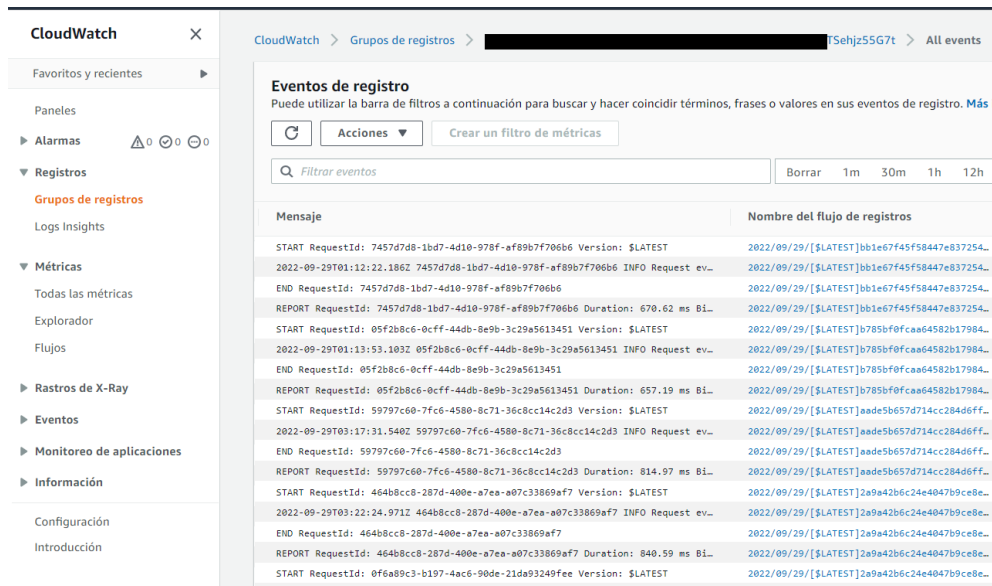 CloudWatch
CloudWatch > Grupos de registros > TSehjz55G7t > All events
Favoritos y recientes
Paneles
Alarmas 0 0 0
Registros
Grupos de registros
Logs Insights
Métricas
Todas las métricas
Explorador
Flujos
Rastros de X-Ray
Eventos
Monitoreo de aplicaciones
Información
Configuración
Introducción
Eventos de registro
Puede utilizar la barra de filtros a continuación para buscar y hacer coincidir términos, frases o valores en sus eventos de registro. Más
Acciones
Crear un filtro de métricas
Filtrar eventos
Borrar 1m 30m 1h 12h
Mensaje Nombre del flujo de registros
START RequestId: 7457d7d8-1bd7-4d10-978f-af89b7f706b6 Version: $LATEST 2022/09/29/[$LATEST]bb1e67f45f58447e837254…
2022-09-29T01:12:22.186Z 7457d7d8-1bd7-4d10-978f-af89b7f706b6 INFO Request ev… 2022/09/29/[$LATEST]bb1e67f45f58447e837254…
END RequestId: 7457d7d8-1bd7-4d10-978f-af89b7f706b6 2022/09/29/[$LATEST]bb1e67f45f58447e837254…
REPORT RequestId: 7457d7d8-1bd7-4d10-978f-af89b7f706b6 Duration: 670.62 ms Bi… 2022/09/29/[$LATEST]bb1e67f45f58447e837254…
START RequestId: 05f2b8c6-0cff-44db-8e9b-3c29a5613451 Version: $LATEST 2022/09/29/[$LATEST]b785bf0fcaa64582b17984…
2022-09-29T01:13:53.103Z 05f2b8c6-0cff-44db-8e9b-3c29a5613451 INFO Request ev… 2022/09/29/[$LATEST]b785bf0fcaa64582b17984…
END RequestId: 05f2b8c6-0cff-44db-8e9b-3c29a5613451 2022/09/29/[$LATEST]b785bf0fcaa64582b17984…
REPORT RequestId: 05f2b8c6-0cff-44db-8e9b-3c29a5613451 Duration: 657.19 ms Bi… 2022/09/29/[$LATEST]b785bf0fcaa64582b17984…
START RequestId: 59797c60-7fc6-4580-8c71-36c8cc14c2d3 Version: $LATEST 2022/09/29/[$LATEST]aade5b657d714cc284d6ff…
2022-09-29T03:17:31.540Z 59797c60-7fc6-4580-8c71-36c8cc14c2d3 INFO Request ev… 2022/09/29/[$LATEST]aade5b657d714cc284d6ff…
END RequestId: 59797c60-7fc6-4580-8c71-36c8cc14c2d3 2022/09/29/[$LATEST]aade5b657d714cc284d6ff…
REPORT RequestId: 59797c60-7fc6-4580-8c71-36c8cc14c2d3 Duration: 814.97 ms Bi… 2022/09/29/[$LATEST]aade5b657d714cc284d6ff…
START RequestId: 464b8cc8-287d-400e-a7ea-a07c33869af7 Version: $LATEST 2022/09/29/[$LATEST]2a9a42b6c24e4047b9ce8e…
2022-09-29T03:22:24.971Z 464b8cc8-287d-400e-a7ea-a07c33869af7 INFO Request ev… 2022/09/29/[$LATEST]2a9a42b6c24e4047b9ce8e…
END RequestId: 464b8cc8-287d-400e-a7ea-a07c33869af7 2022/09/29/[$LATEST]2a9a42b6c24e4047b9ce8e…
REPORT RequestId: 464b8cc8-287d-400e-a7ea-a07c33869af7 Duration: 840.59 ms Bi… 2022/09/29/[$LATEST]2a9a42b6c24e4047b9ce8e…
START RequestId: 0f6a89c3-b197-4ac6-90de-21da93249fee Version: $LATEST 2022/09/29/[$LATEST]2a9a42b6c24e4047b9ce8e…